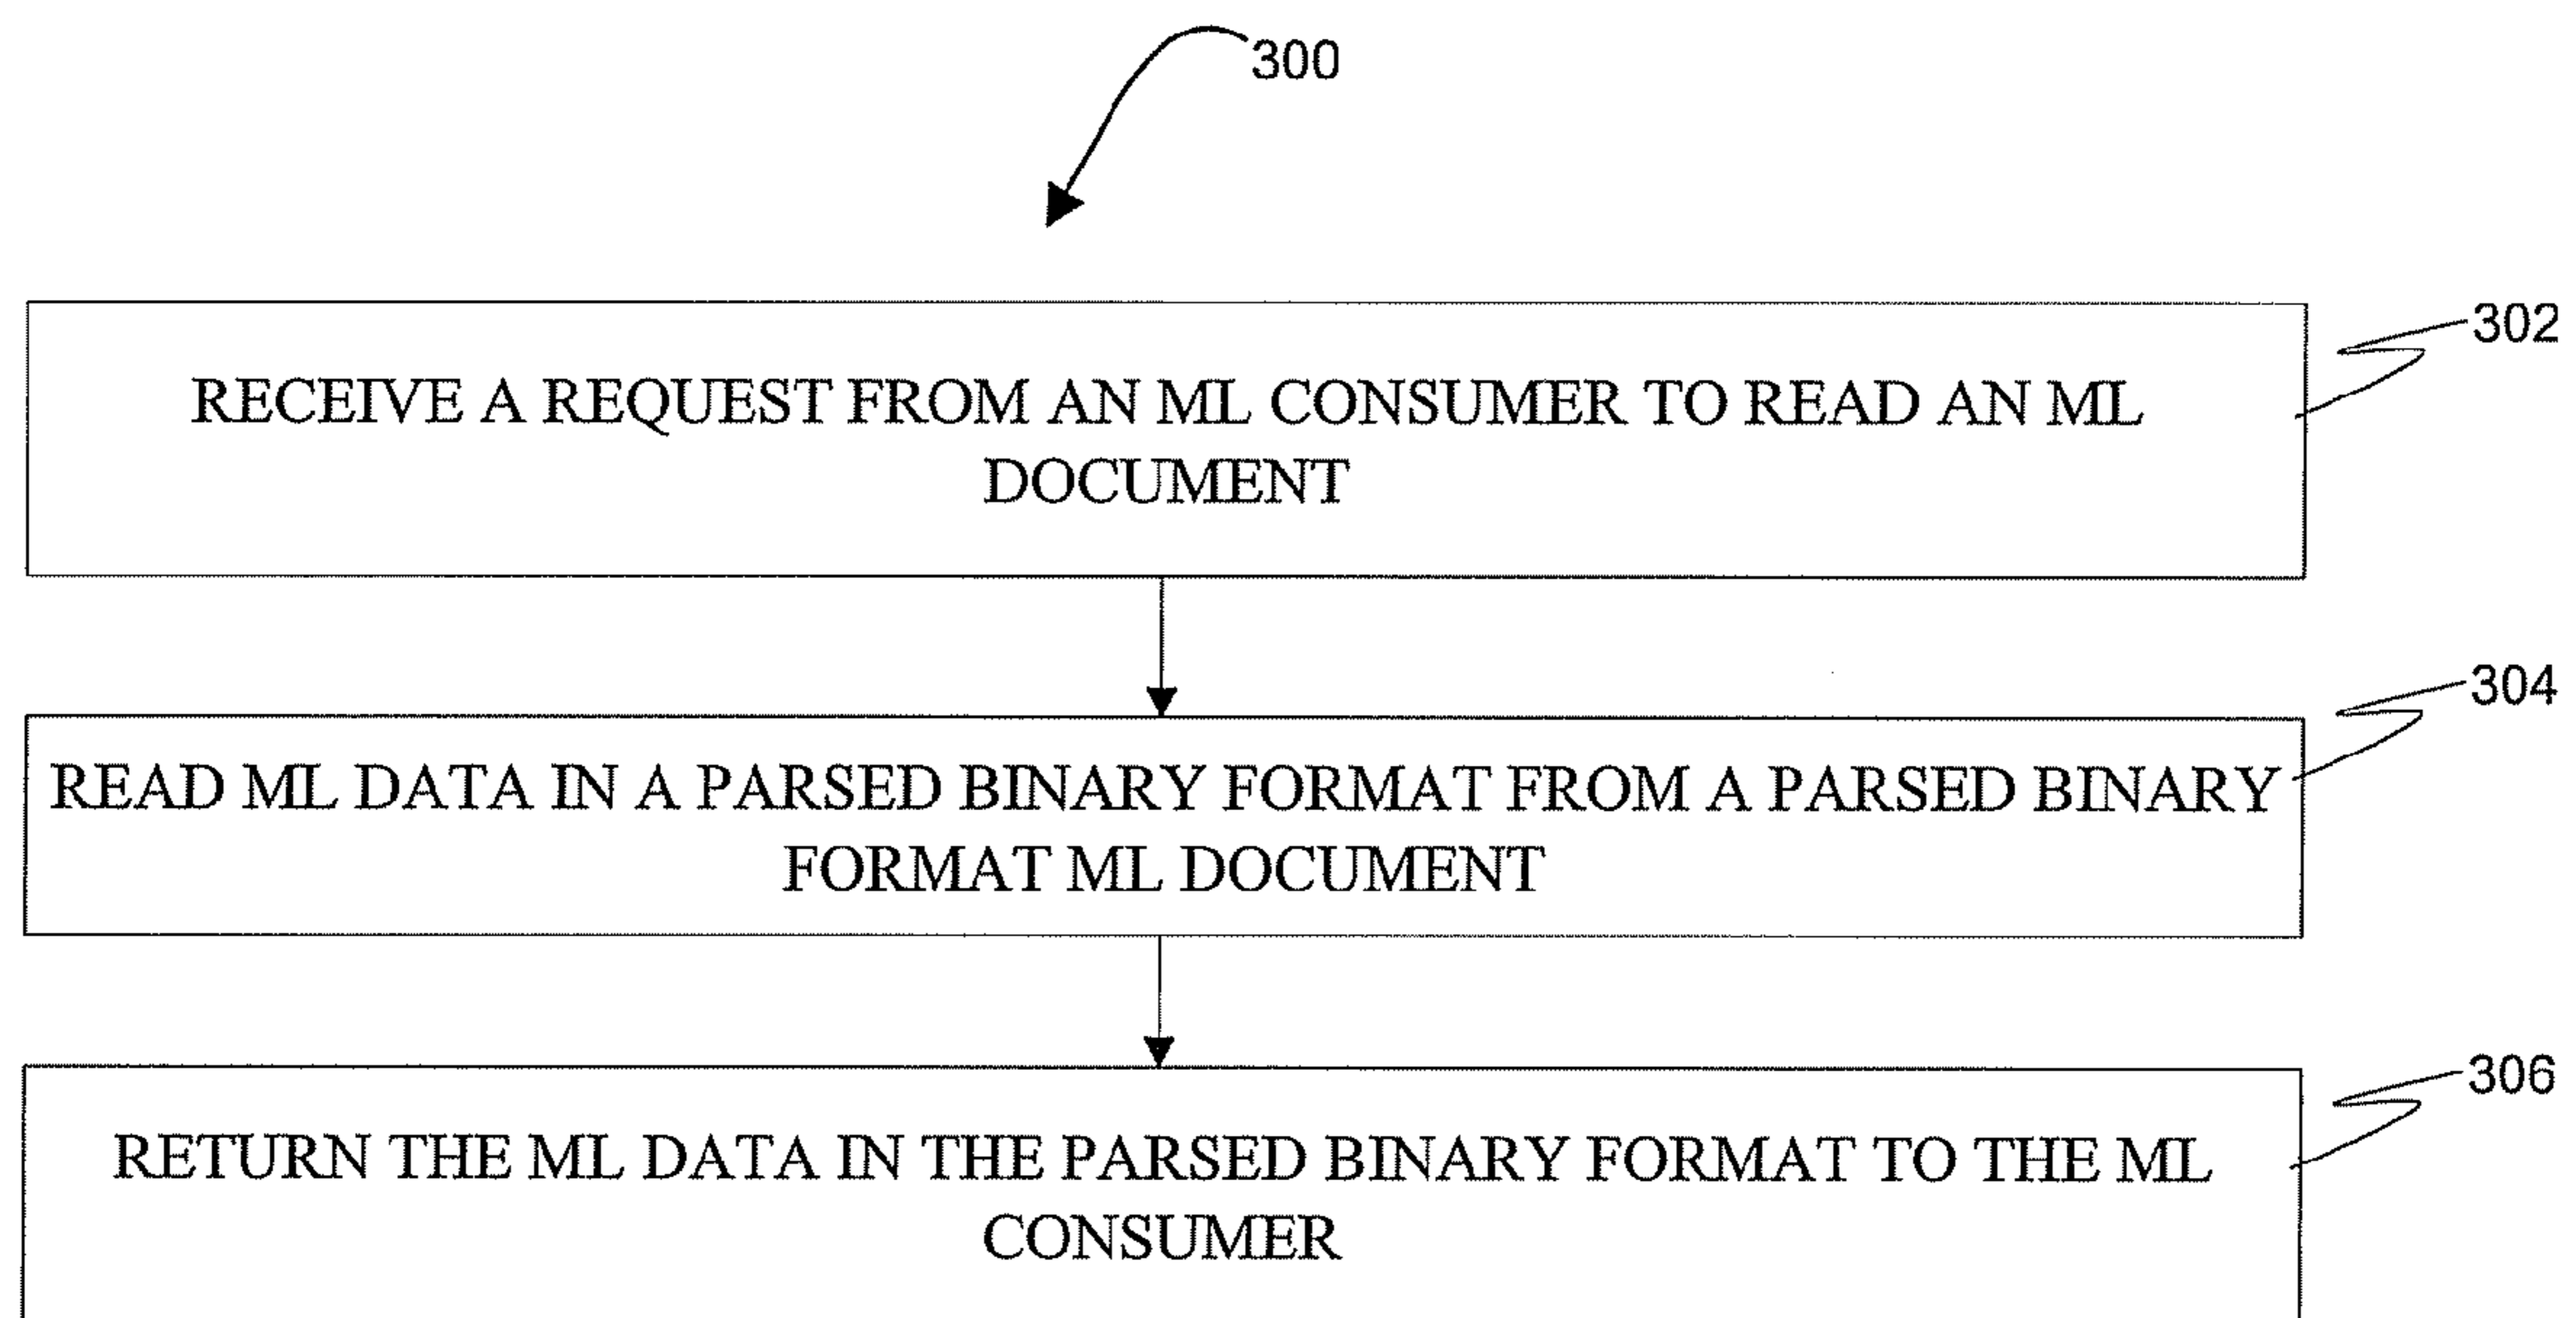 300
302
RECEIVE A REQUEST FROM AN ML CONSUMER TO READ AN ML
DOCUMENT
304
READ ML DATA IN A PARSED BINARY FORMAT FROM A PARSED BINARY
FORMAT ML DOCUMENT
306
RETURN THE ML DATA IN THE PARSED BINARY FORMAT TO THE ML
CONSUMER